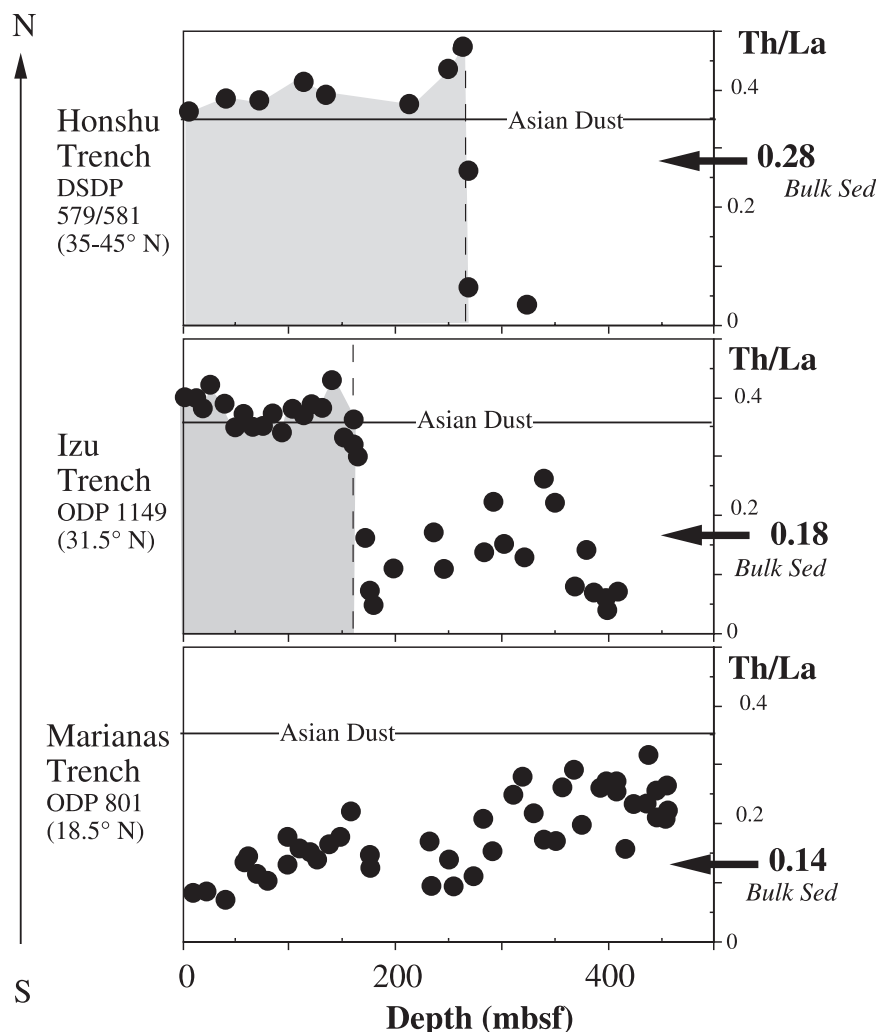 N
Th/La
0.4
Honshu
Trench
DSDP
579/581
(35-45° N)
Asian Dust
0.28
Bulk Sed
0.2
0
Th/La
0.4
Izu
Trench
ODP 1149
(31.5° N)
Asian Dust
0.2
0.18
Bulk Sed
0
Th/La
0.4
Marianas
Trench
ODP 801
(18.5° N)
Asian Dust
0.2
0.14
Bulk Sed
0
S
0 200 400
Depth (mbsf)